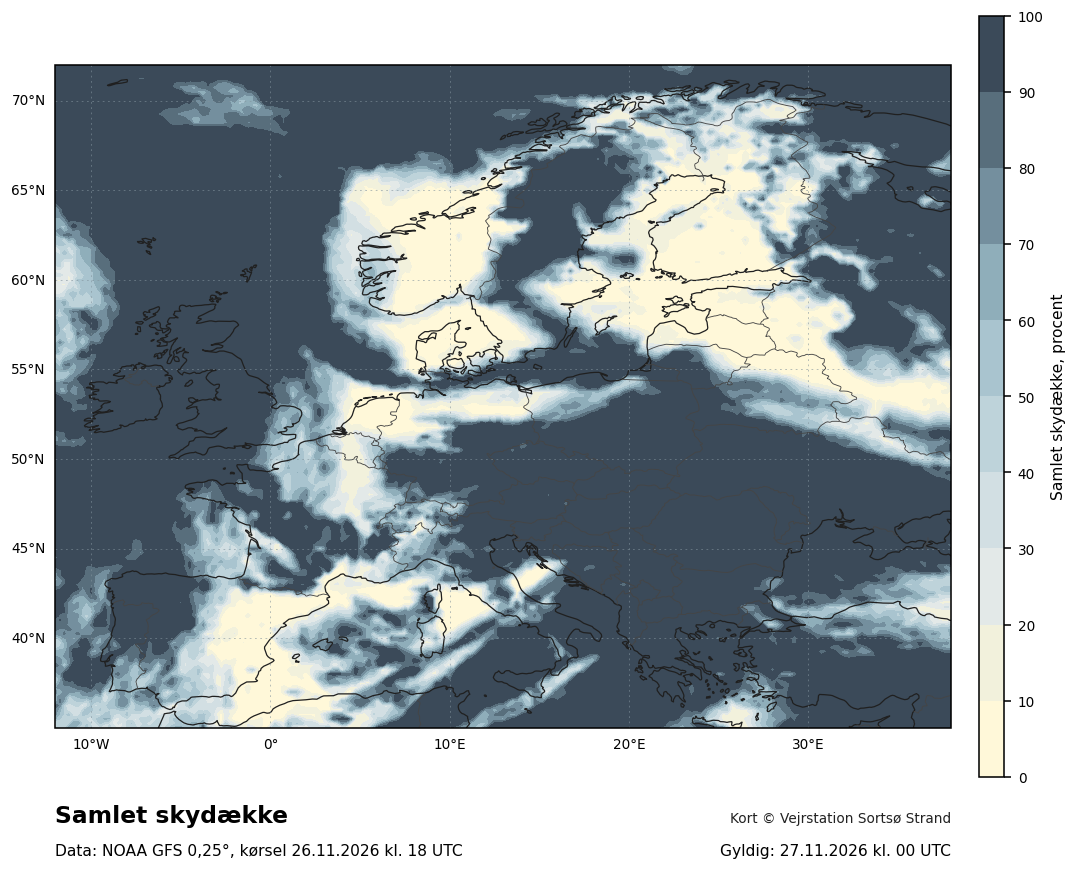 100
90
80
70
60
50
40
30
20
10
0
Samlet skydække, procent
70°N
65°N
60°N
55°N
50°N
45°N
40°N
10°W
0°
10°E
20°E
30°E
Samlet skydække
Kort © Vejrstation Sortsø Strand
Data: NOAA GFS 0,25°, kørsel 26.11.2026 kl. 18 UTC
Gyldig: 27.11.2026 kl. 00 UTC